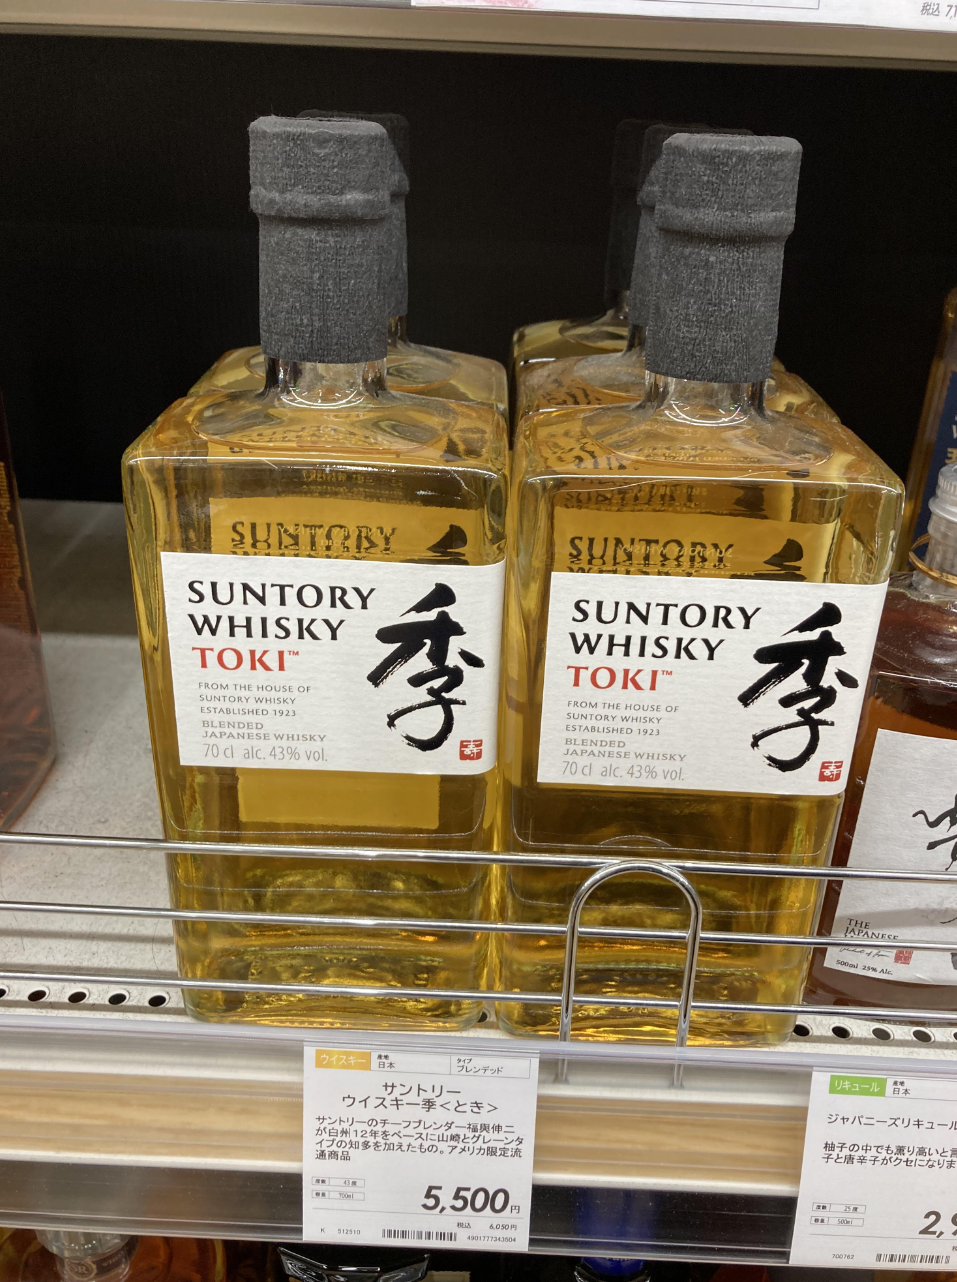 税込
SUNTORY
SUNTORY
WHISKY
TOKI™
FROM THE HOUSE OF
SUNTORY WHISKY
ESTABLISHED 1923
BLENDED
JAPANESE WHISKY
70 cl alc. 43% vol.
季
寿
SUNTORY
SUNTORY
WHISKY
TOKI™
FROM THE HOUSE OF
SUNTORY WHISKY
ESTABLISHED 1923
BLENDED
JAPANESE WHISKY
70 cl alc. 43% vol.
季
寿
THE
JAPANESE
500ml 25% Alc.
ウイスキー 産地 日本 タイプ ブレンデッド
サントリー
ウイスキー季<とき>
サントリーのチーフブレンダー福與伸二
が白州12年をベースに山崎とグレーンタ
イプの知多を加えたもの。アメリカ限定流
通商品
度数 43度
容量 700ml
5,500円
税込 6,050円
K 512510 4901777343504
リキュール 産地 日本
ジャパニーズリキュール
柚子の中でも薫り高いと
子と唐辛子がクセになりま
度数 25度
容量 500ml
2,9
700762